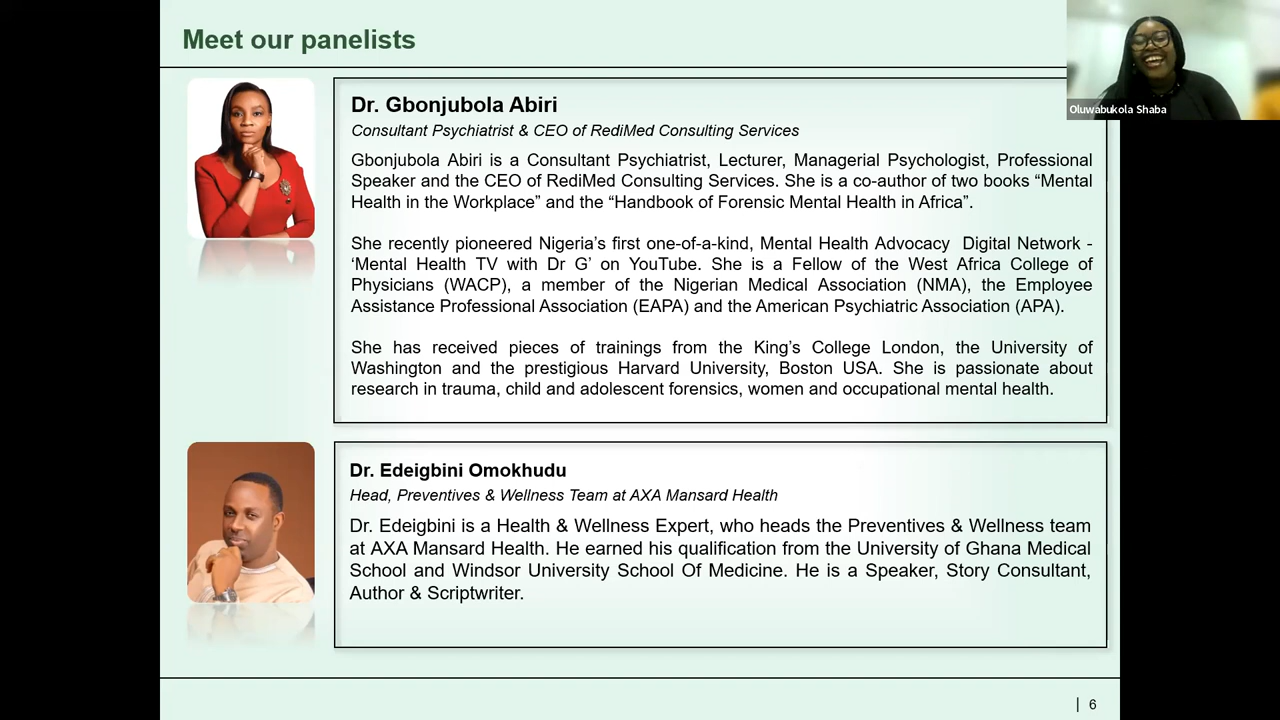 Meet our panelists
Oluwabukola Shaba
Dr. Gbonjubola Abiri
Consultant Psychiatrist & CEO of RediMed Consulting Services
Gbonjubola Abiri is a Consultant Psychiatrist, Lecturer, Managerial Psychologist, Professional
Speaker and the CEO of RediMed Consulting Services. She is a co-author of two books “Mental
Health in the Workplace” and the “Handbook of Forensic Mental Health in Africa”.
She recently pioneered Nigeria’s first one-of-a-kind, Mental Health Advocacy Digital Network -
‘Mental Health TV with Dr G’ on YouTube. She is a Fellow of the West Africa College of
Physicians (WACP), a member of the Nigerian Medical Association (NMA), the Employee
Assistance Professional Association (EAPA) and the American Psychiatric Association (APA).
She has received pieces of trainings from the King’s College London, the University of
Washington and the prestigious Harvard University, Boston USA. She is passionate about
research in trauma, child and adolescent forensics, women and occupational mental health.
Dr. Edeigbini Omokhudu
Head, Preventives & Wellness Team at AXA Mansard Health
Dr. Edeigbini is a Health & Wellness Expert, who heads the Preventives & Wellness team
at AXA Mansard Health. He earned his qualification from the University of Ghana Medical
School and Windsor University School Of Medicine. He is a Speaker, Story Consultant,
Author & Scriptwriter.
| 6